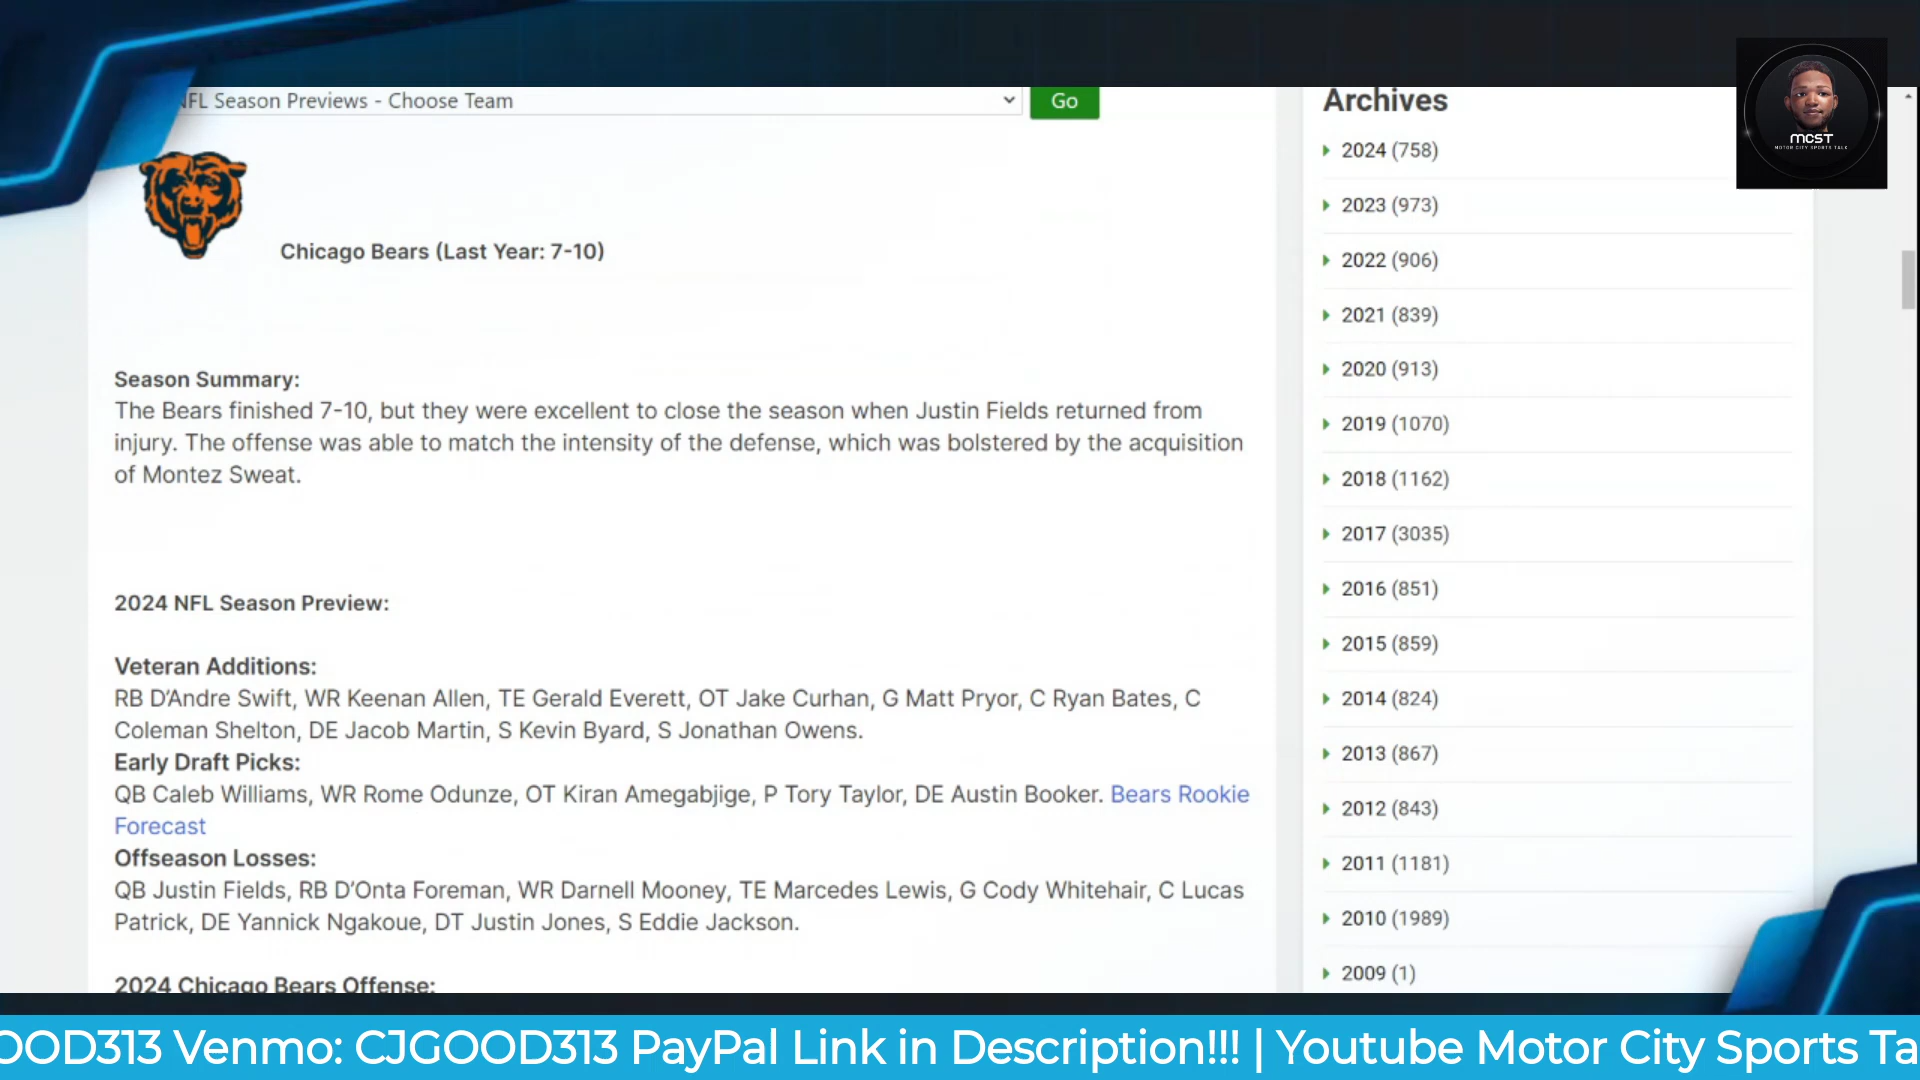 NFL Season Previews - Choose Team
Go
Chicago Bears (Last Year: 7-10)
Season Summary:
The Bears finished 7-10, but they were excellent to close the season when Justin Fields returned from
injury. The offense was able to match the intensity of the defense, which was bolstered by the acquisition
of Montez Sweat.
2024 NFL Season Preview:
Veteran Additions:
RB D’Andre Swift, WR Keenan Allen, TE Gerald Everett, OT Jake Curhan, G Matt Pryor, C Ryan Bates, C
Coleman Shelton, DE Jacob Martin, S Kevin Byard, S Jonathan Owens.
Early Draft Picks:
QB Caleb Williams, WR Rome Odunze, OT Kiran Amegabjige, P Tory Taylor, DE Austin Booker. Bears Rookie
Forecast
Offseason Losses:
QB Justin Fields, RB D’Onta Foreman, WR Darnell Mooney, TE Marcedes Lewis, G Cody Whitehair, C Lucas
Patrick, DE Yannick Ngakoue, DT Justin Jones, S Eddie Jackson.
2024 Chicago Bears Offense:
Archives
2024 (758)
2023 (973)
2022 (906)
2021 (839)
2020 (913)
2019 (1070)
2018 (1162)
2017 (3035)
2016 (851)
2015 (859)
2014 (824)
2013 (867)
2012 (843)
2011 (1181)
2010 (1989)
2009 (1)
MCST
MOTOR CITY SPORTS TALK
OOD313 Venmo: CJGOOD313 PayPal Link in Description!!! | Youtube Motor City Sports Ta